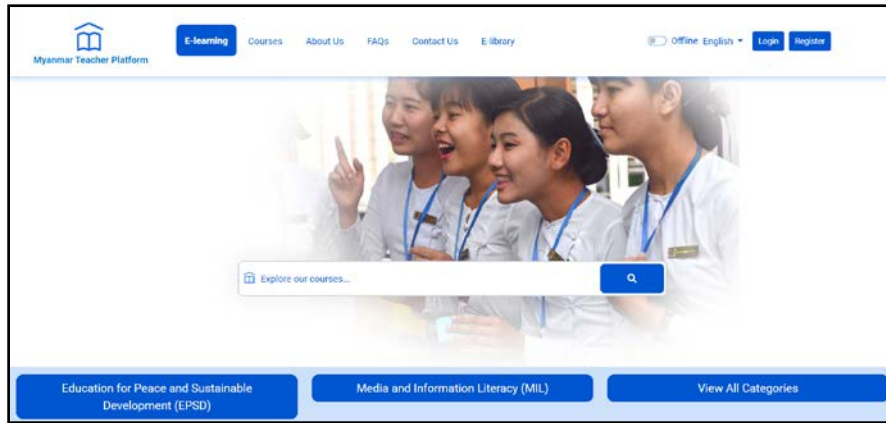 Myanmar Teacher Platform
E-learning Courses About Us FAQs Contact Us E-library
Offline English Login Register
Explore our courses...
Education for Peace and Sustainable
Development (EPSD)
Media and Information Literacy (MIL)
View All Categories